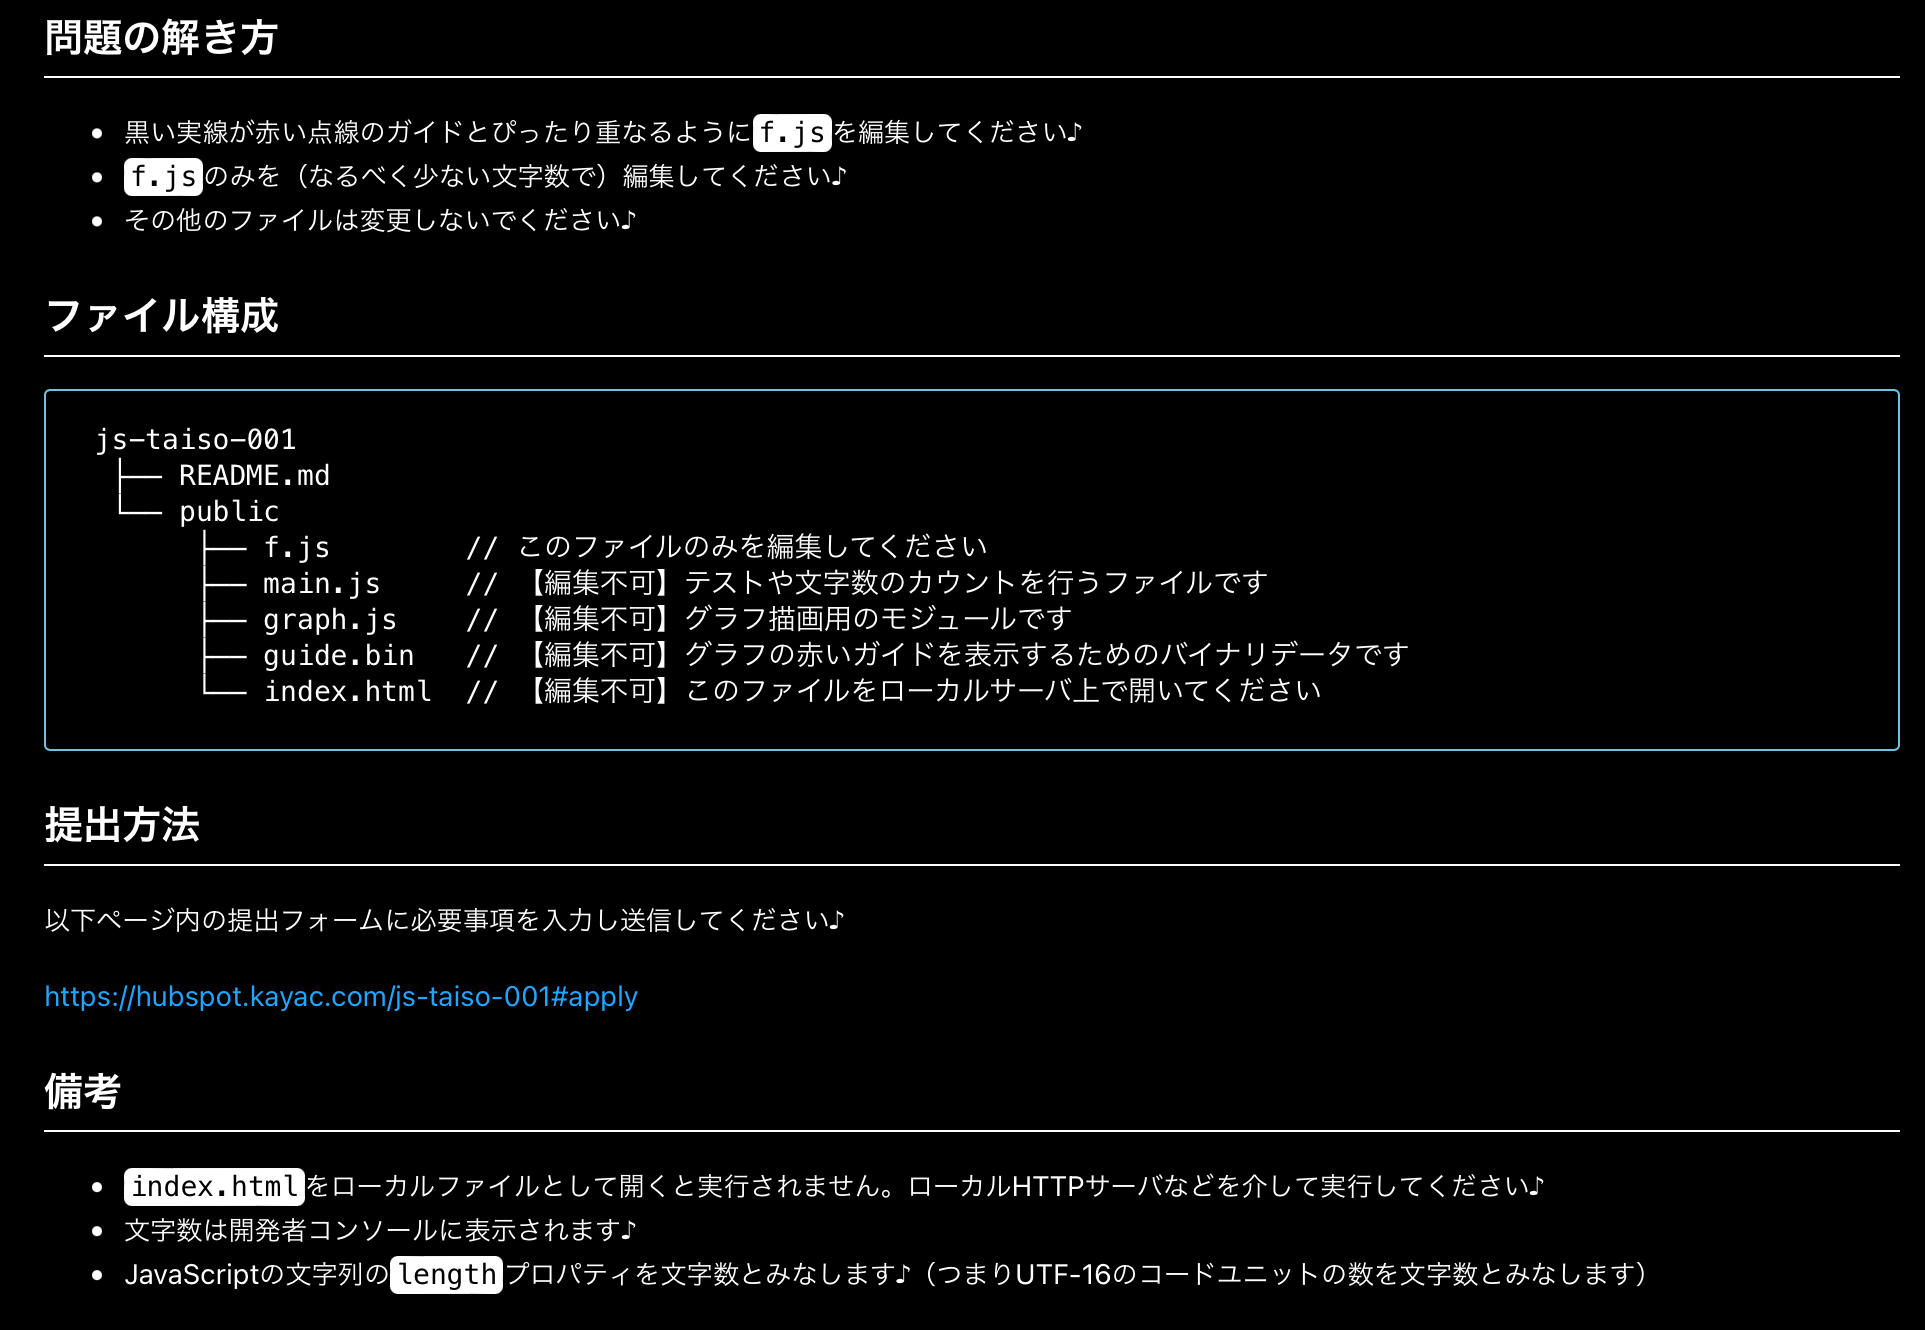 問題の解き方
黒い実線が赤い点線のガイドとぴったり重なるようにf.jsを編集してください♪
f.jsのみを（なるべく少ない文字数で）編集してください♪
その他のファイルは変更しないでください♪
ファイル構成
js-taiso-001
├── README.md
└── public
├── f.js // このファイルのみを編集してください
├── main.js // 【編集不可】テストや文字数のカウントを行うファイルです
├── graph.js // 【編集不可】グラフ描画用のモジュールです
├── guide.bin // 【編集不可】グラフの赤いガイドを表示するためのバイナリデータです
└── index.html // 【編集不可】このファイルをローカルサーバ上で開いてください
提出方法
以下ページ内の提出フォームに必要事項を入力し送信してください♪
https://hubspot.kayac.com/js-taiso-001#apply
備考
index.htmlをローカルファイルとして開くと実行されません。ローカルHTTPサーバなどを介して実行してください♪
文字数は開発者コンソールに表示されます♪
JavaScriptの文字列のlengthプロパティを文字数とみなします♪（つまりUTF-16のコードユニットの数を文字数とみなします）